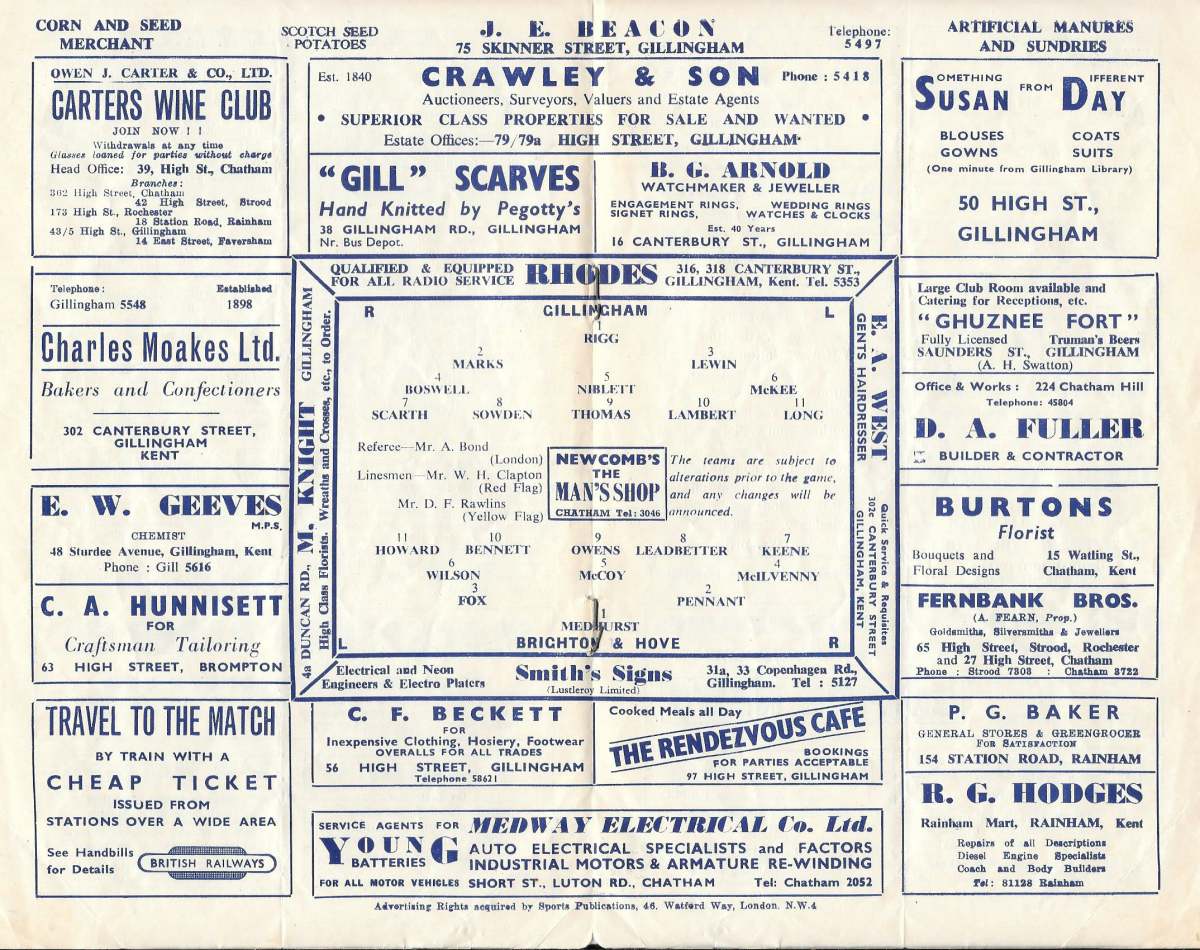 CORN AND SEED
MERCHANT
SCOTCH SEED
POTATOES
J. E. BEACON
75 SKINNER STREET, GILLINGHAM
Telephone:
5497
ARTIFICIAL MANURES
AND SUNDRIES
OWEN J. CARTER & CO., LTD.
CARTERS WINE CLUB
JOIN NOW ! !
Withdrawals at any time
Glasses loaned for parties without charge
Head Office: 39, High St., Chatham
Branches:
302 High Street, Chatham
42 High Street, Strood
173 High St., Rochester
18 Station Road, Rainham
43/5 High St., Gillingham
14 East Street, Faversham
Est. 1840 CRAWLEY & SON Phone : 5418
Auctioneers, Surveyors, Valuers and Estate Agents
• SUPERIOR CLASS PROPERTIES FOR SALE AND WANTED •
Estate Offices:—79/79a HIGH STREET, GILLINGHAM
"GILL" SCARVES
Hand Knitted by Pegotty's
38 GILLINGHAM RD., GILLINGHAM
Nr. Bus Depot.
B. G. ARNOLD
WATCHMAKER & JEWELLER
ENGAGEMENT RINGS, WEDDING RINGS
SIGNET RINGS, WATCHES & CLOCKS
Est. 40 Years
16 CANTERBURY ST., GILLINGHAM
SOMETHING DIFFERENT
SUSAN FROM DAY
BLOUSES COATS
GOWNS SUITS
(One minute from Gillingham Library)
50 HIGH ST.,
GILLINGHAM
Telephone:
Gillingham 5548
Established
1898
Charles Moakes Ltd.
Bakers and Confectioners
302 CANTERBURY STREET,
GILLINGHAM
KENT
E. W. GEEVES
M.P.S.
CHEMIST
48 Sturdee Avenue, Gillingham, Kent
Phone : Gill 5616
C. A. HUNNISETT
FOR
Craftsman Tailoring
63 HIGH STREET, BROMPTON
QUALIFIED & EQUIPPED
FOR ALL RADIO SERVICE
RHODES
316, 318 CANTERBURY ST.,
GILLINGHAM, Kent. Tel. 5353
4a DUNCAN RD., M. KNIGHT GILLINGHAM
High Class Florists. Wreaths and Crosses, etc., to Order.
E. A. WEST
GENTS HAIRDRESSER
Quick Service & Requisites
302c CANTERBURY STREET
GILLINGHAM, KENT
R GILLINGHAM L
1
RIGG
2 3
MARKS LEWIN
4 5 6
BOSWELL NIBLETT McKEE
7 8 9 10 11
SCARTH SOWDEN THOMAS LAMBERT LONG
Referee—Mr. A. Bond
(London)
Linesmen—Mr. W. H. Clapton
(Red Flag)
Mr. D. F. Rawlins
(Yellow Flag)
NEWCOMB'S
THE
MAN'S SHOP
CHATHAM Tel: 3046
The teams are subject to
alterations prior to the game,
and any changes will be
announced.
11 10 9 8 7
HOWARD BENNETT OWENS LEADBETTER KEENE
6 5 4
WILSON McCOY McILVENNY
3 2
FOX PENNANT
1
MEDHURST
L BRIGHTON & HOVE R
Electrical and Neon
Engineers & Electro Platers
Smith's Signs
(Lustleroy Limited)
31a, 33 Copenhagen Rd.,
Gillingham. Tel : 5127
Large Club Room available and
Catering for Receptions, etc.
"GHUZNEE FORT"
Fully Licensed Truman's Beers
SAUNDERS ST., GILLINGHAM
(A. H. Swatton)
Office & Works : 224 Chatham Hill
Telephone: 45804
D. A. FULLER
BUILDER & CONTRACTOR
BURTONS
Florist
Bouquets and
Floral Designs
15 Watling St.,
Chatham, Kent
FERNBANK BROS.
(A. FEARN, Prop.)
Goldsmiths, Silversmiths & Jewellers
65 High Street, Strood, Rochester
and 27 High Street, Chatham
Phone : Strood 7808 : Chatham 3722
TRAVEL TO THE MATCH
BY TRAIN WITH A
CHEAP TICKET
ISSUED FROM
STATIONS OVER A WIDE AREA
See Handbills
for Details
BRITISH RAILWAYS
C. F. BECKETT
FOR
Inexpensive Clothing, Hosiery, Footwear
OVERALLS FOR ALL TRADES
56 HIGH STREET, GILLINGHAM
Telephone 58621
Cooked Meals all Day
THE RENDEZVOUS CAFE
BOOKINGS
FOR PARTIES ACCEPTABLE
97 HIGH STREET, GILLINGHAM
SERVICE AGENTS FOR
YOUNG
BATTERIES
FOR ALL MOTOR VEHICLES
MEDWAY ELECTRICAL Co. Ltd.
AUTO ELECTRICAL SPECIALISTS and FACTORS
INDUSTRIAL MOTORS & ARMATURE RE-WINDING
SHORT ST., LUTON RD., CHATHAM Tel: Chatham 2052
P. G. BAKER
GENERAL STORES & GREENGROCER
FOR SATISFACTION
154 STATION ROAD, RAINHAM
R. G. HODGES
Rainham Mart, RAINHAM, Kent
Repairs of all Descriptions
Diesel Engine Specialists
Coach and Body Builders
Tel: 81128 Rainham
Advertising Rights acquired by Sports Publications, 46, Watford Way, London. N.W.4